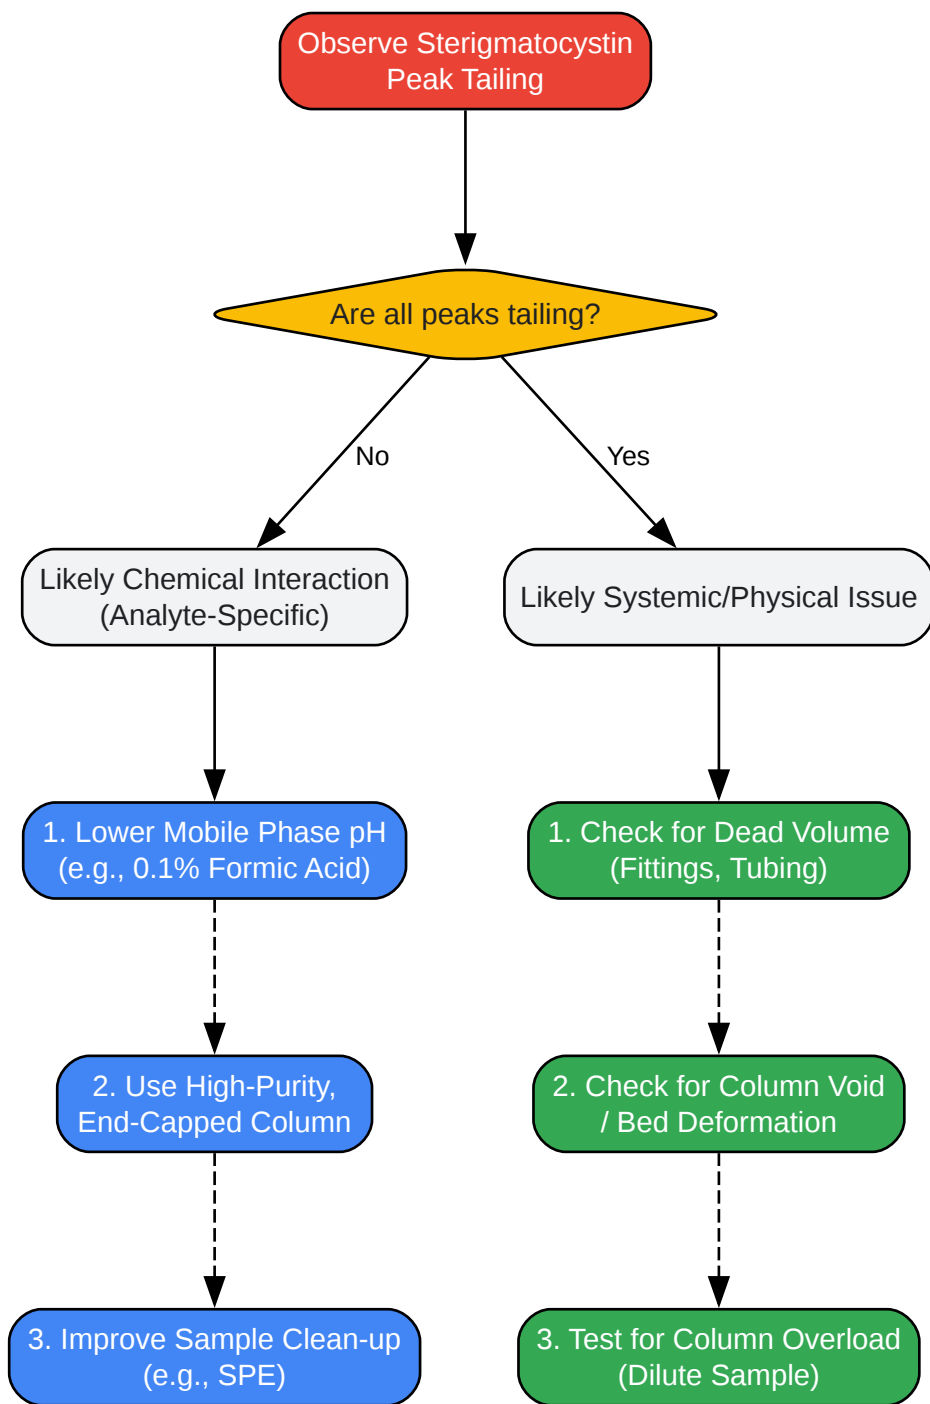 Observe Sterigmatocystin
Peak Tailing
Are all peaks tailing?
No
Yes
Likely Chemical Interaction
(Analyte-Specific)
Likely Systemic/Physical Issue
1. Lower Mobile Phase pH
(e.g., 0.1% Formic Acid)
1. Check for Dead Volume
(Fittings, Tubing)
2. Use High-Purity,
End-Capped Column
2. Check for Column Void
/ Bed Deformation
3. Improve Sample Clean-up
(e.g., SPE)
3. Test for Column Overload
(Dilute Sample)